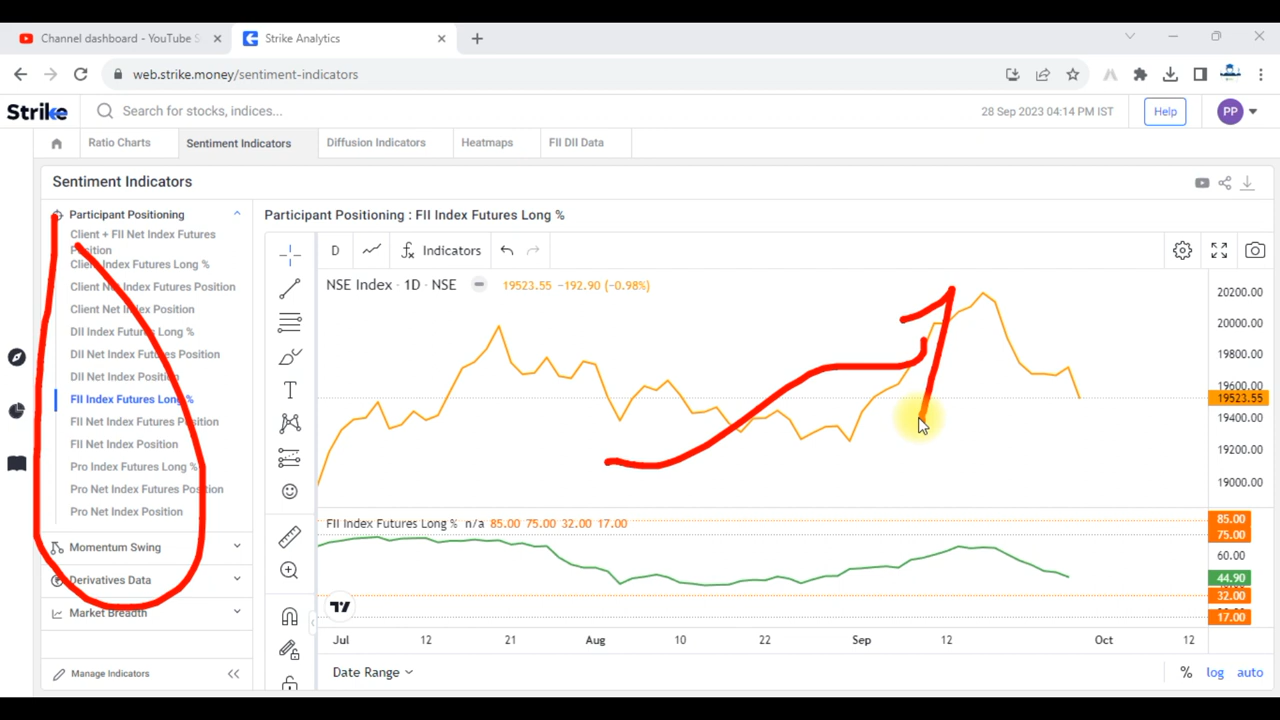 Channel dashboard - YouTube S
Strike Analytics
web.strike.money/sentiment-indicators
Strike
Search for stocks, indices...
28 Sep 2023 04:14 PM IST
Help
PP
Ratio Charts
Sentiment Indicators
Diffusion Indicators
Heatmaps
FII DII Data
Sentiment Indicators
Participant Positioning
Client + FII Net Index Futures
Position
Client Index Futures Long %
Client Net Index Futures Position
Client Net Index Position
DII Index Futures Long %
DII Net Index Futures Position
DII Net Index Position
FII Index Futures Long %
FII Net Index Futures Position
FII Net Index Position
Pro Index Futures Long %
Pro Net Index Futures Position
Pro Net Index Position
Momentum Swing
Derivatives Data
Market Breadth
Manage Indicators
Participant Positioning : FII Index Futures Long %
D
Indicators
NSE Index · 1D · NSE
19523.55 −192.90 (−0.98%)
20200.00
20000.00
19800.00
19600.00
19523.55
19400.00
19200.00
19000.00
FII Index Futures Long % n/a 85.00 75.00 32.00 17.00
85.00
75.00
60.00
44.90
32.00
17.00
Jul 12 21 Aug 10 22 Sep 12 Oct 12
Date Range
% log auto